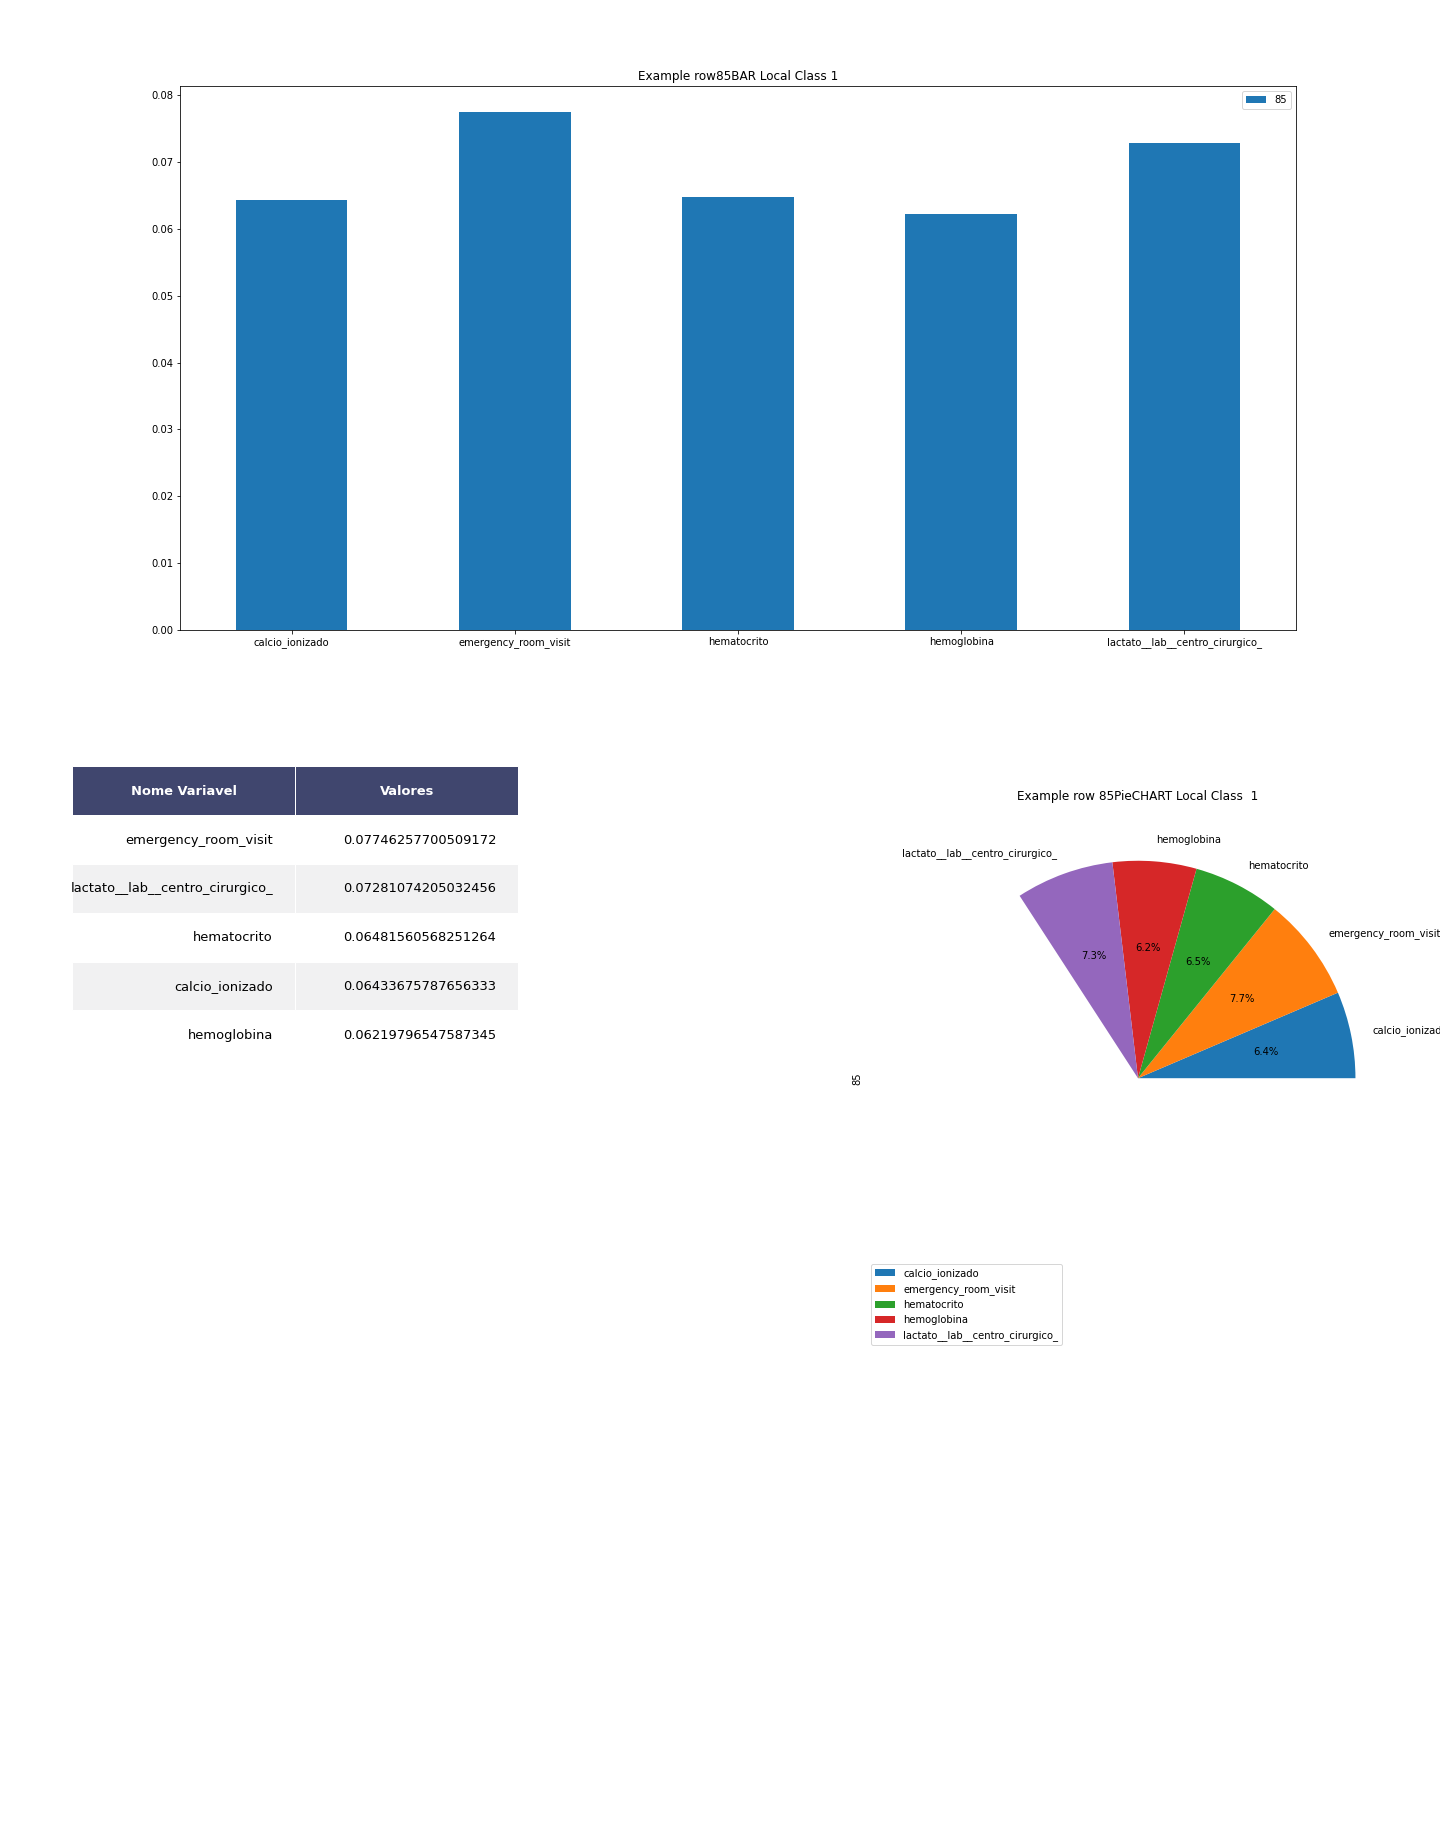 Example row85BAR Local Class 1
0.08
0.07
0.06
0.05
0.04
0.03
0.02
0.01
0.00
85
calcio_ionizado emergency_room_visit hematocrito hemoglobina lactato__lab__centro_cirurgico_
Nome Variavel Valores
emergency_room_visit 0.07746257700509172
lactato__lab__centro_cirurgico_ 0.07281074205032456
hematocrito 0.06481560568251264
calcio_ionizado 0.06433675787656333
hemoglobina 0.06219796547587345
Example row 85PieCHART Local Class  1
hemoglobina
lactato__lab__centro_cirurgico_
hematocrito
emergency_room_visit
calcio_ionizad
6.2%
7.3%
6.5%
7.7%
6.4%
85
calcio_ionizado
emergency_room_visit
hematocrito
hemoglobina
lactato__lab__centro_cirurgico_